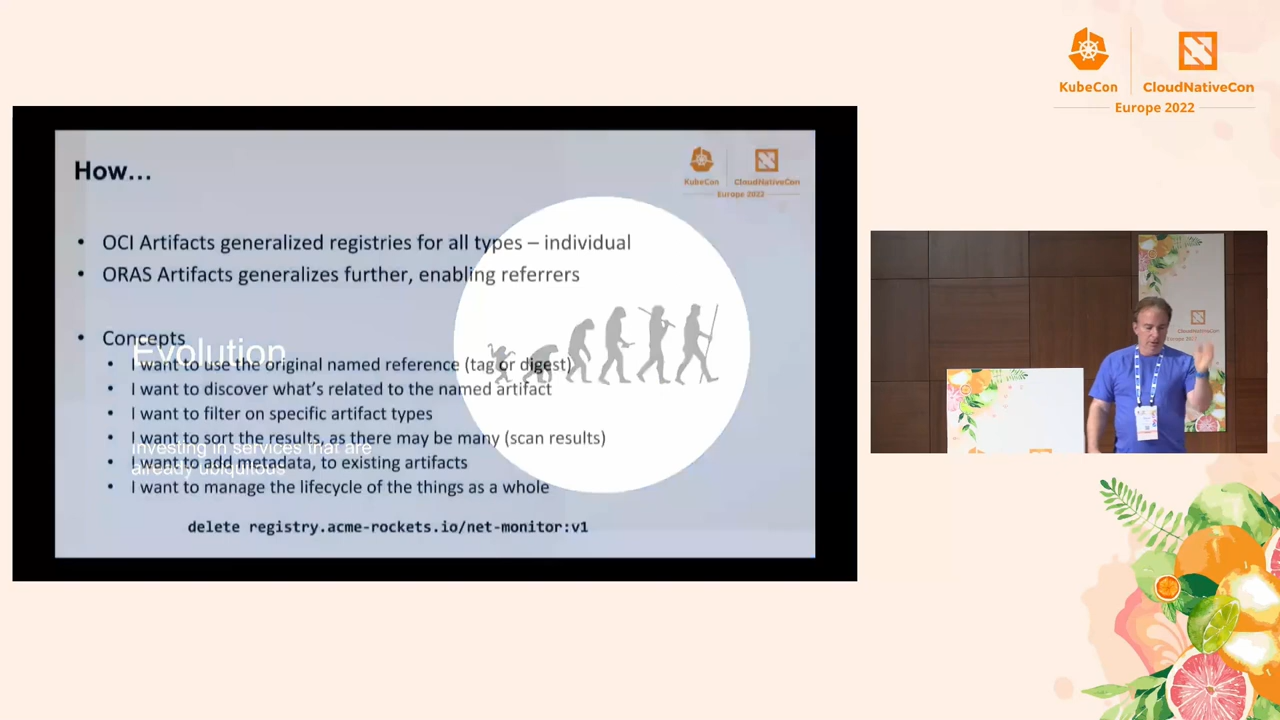 KubeCon
CloudNativeCon
Europe 2022
How...
KubeCon
CloudNativeCon
Europe 2022
• OCI Artifacts generalized registries for all types – individual
• ORAS Artifacts generalizes further, enabling referrers
• Concepts
Evolution
• I want to use the original named reference (tag or digest)
• I want to discover what's related to the named artifact
• I want to filter on specific artifact types
• I want to sort the results, as there may be many (scan results)
Investing in services that are
already ubiquitous
• I want to add metadata, to existing artifacts
• I want to manage the lifecycle of the things as a whole
delete registry.acme-rockets.io/net-monitor:v1